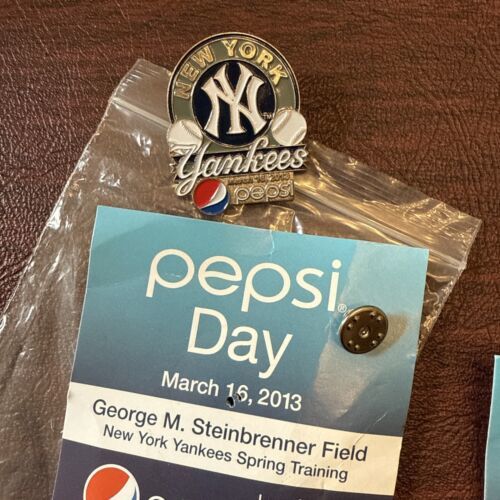 NEW YORK
NY
Yankees
pepsi
pepsi®
Day
March 16, 2013
George M. Steinbrenner Field
New York Yankees Spring Training